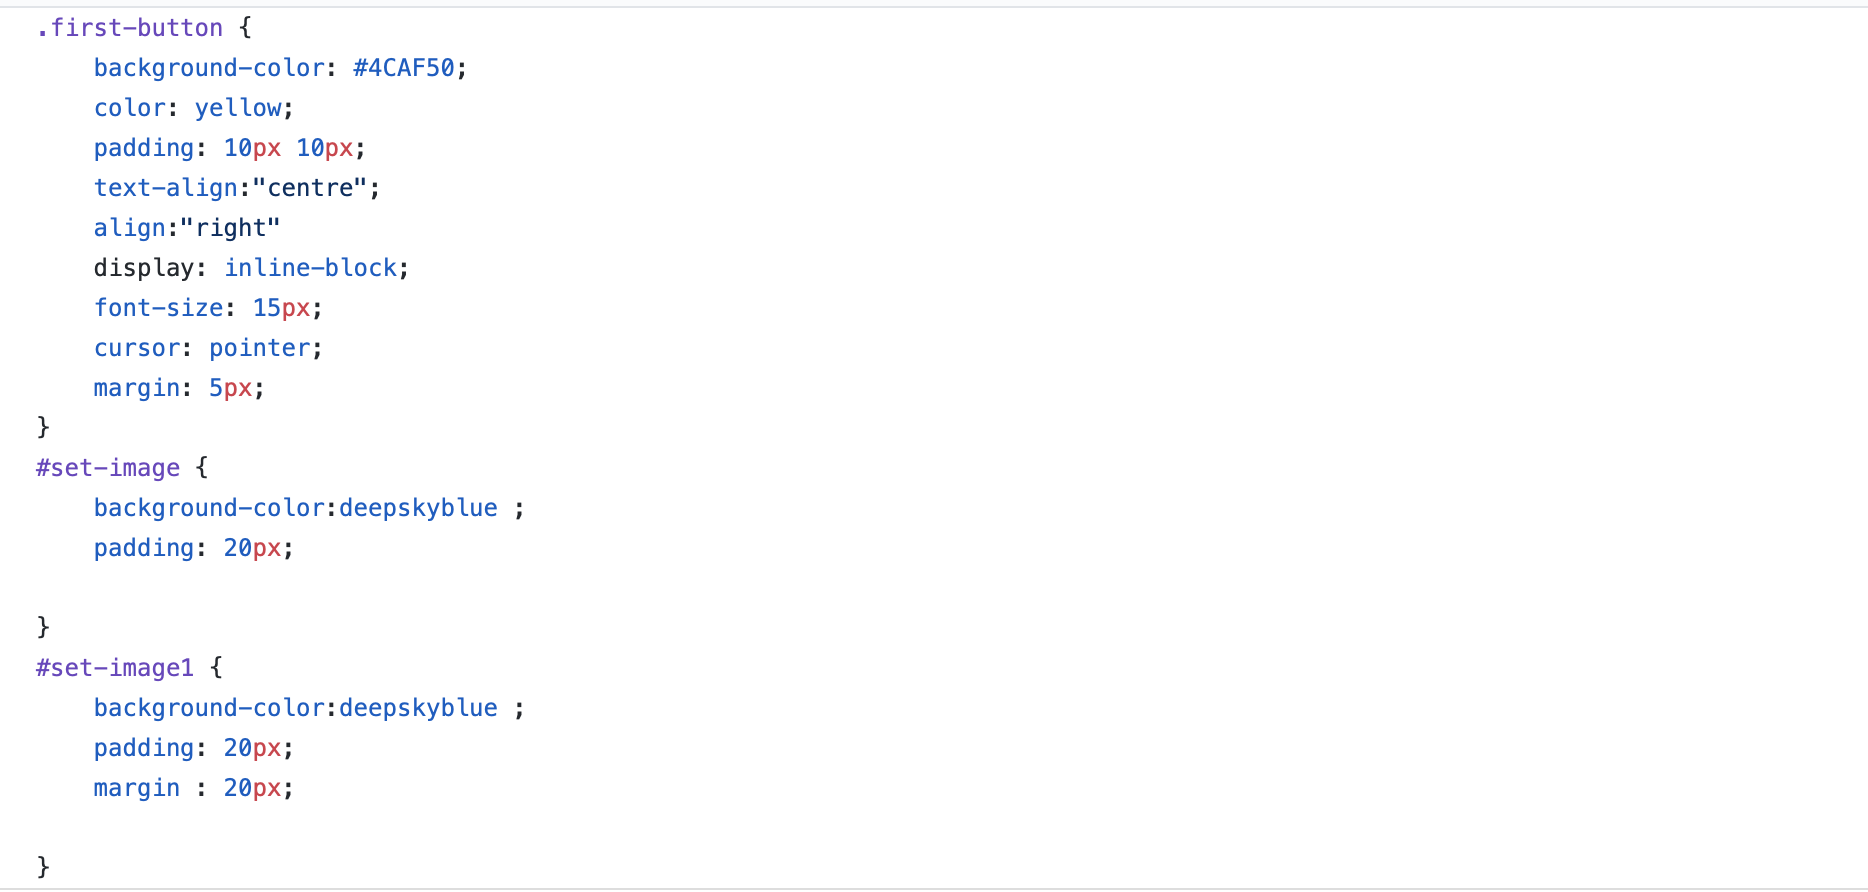 .first-button {
    background-color: #4CAF50;
    color: yellow;
    padding: 10px 10px;
    text-align:"centre";
    align:"right"
    display: inline-block;
    font-size: 15px;
    cursor: pointer;
    margin: 5px;
}
#set-image {
    background-color:deepskyblue ;
    padding: 20px;

}
#set-image1 {
    background-color:deepskyblue ;
    padding: 20px;
    margin : 20px;

}